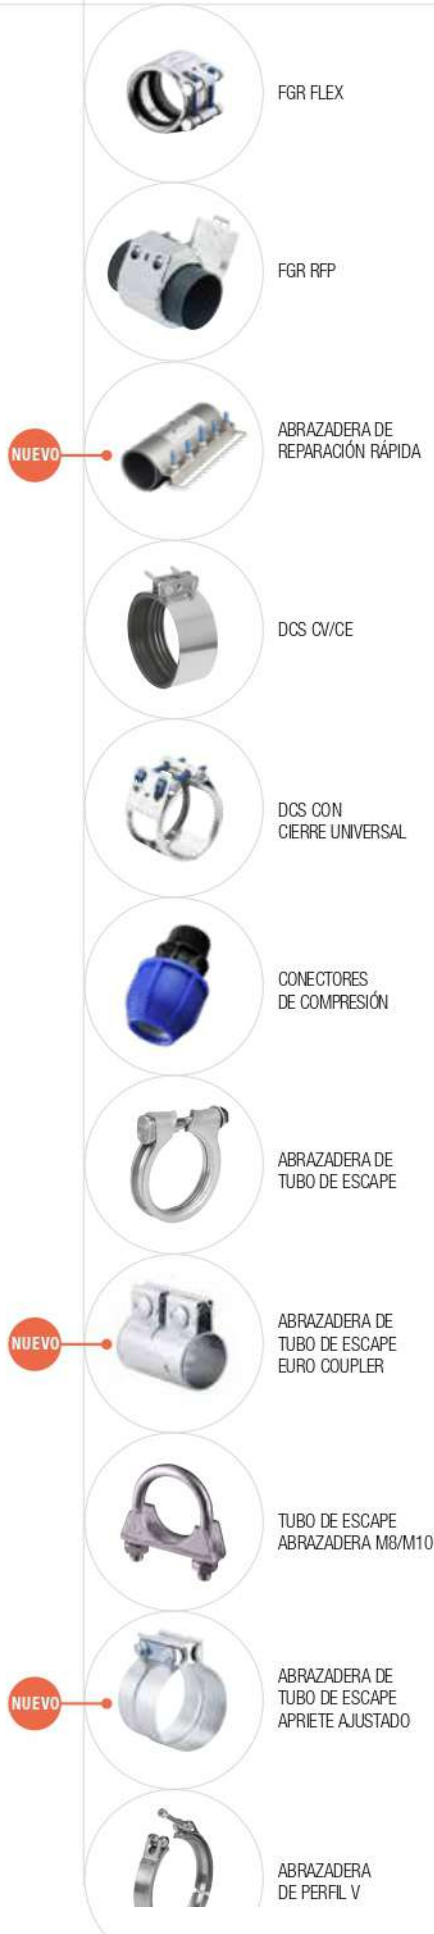 FGR FLEX
FGR RFP
NUEVO
ABRAZADERA DE
REPARACIÓN RÁPIDA
DCS CV/CE
DCS CON
CIERRE UNIVERSAL
CONECTORES
DE COMPRESIÓN
ABRAZADERA DE
TUBO DE ESCAPE
NUEVO
ABRAZADERA DE
TUBO DE ESCAPE
EURO COUPLER
TUBO DE ESCAPE
ABRAZADERA M8/M10
NUEVO
ABRAZADERA DE
TUBO DE ESCAPE
APRIETE AJUSTADO
ABRAZADERA
DE PERFIL V